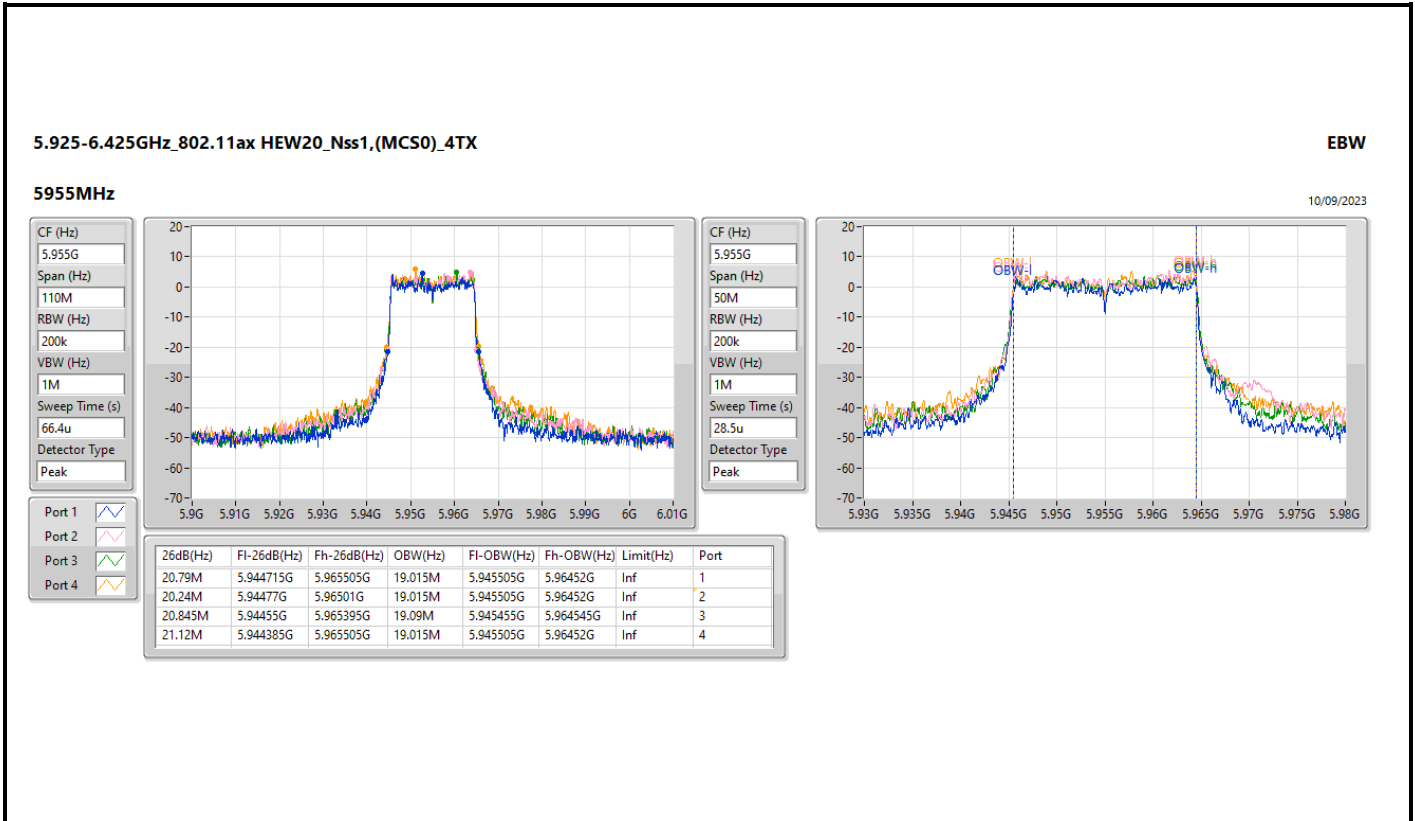 5.925-6.425GHz_802.11ax HEW20_Nss1,(MCS0)_4TX
EBW
5955MHz
10/09/2023
CF (Hz)
5.955G
Span (Hz)
110M
RBW (Hz)
200k
VBW (Hz)
1M
Sweep Time (s)
66.4u
Detector Type
Peak
20
10
0
-10
-20
-30
-40
-50
-60
-70
5.9G 5.91G 5.92G 5.93G 5.94G 5.95G 5.96G 5.97G 5.98G 5.99G 6G 6.01G
CF (Hz)
5.955G
Span (Hz)
50M
RBW (Hz)
200k
VBW (Hz)
1M
Sweep Time (s)
28.5u
Detector Type
Peak
20
10
0
-10
-20
-30
-40
-50
-60
-70
OBW-l
OBW-h
5.93G 5.935G 5.94G 5.945G 5.95G 5.955G 5.96G 5.965G 5.97G 5.975G 5.98G
Port 1
Port 2
Port 3
Port 4
26dB(Hz) Fl-26dB(Hz) Fh-26dB(Hz) OBW(Hz) Fl-OBW(Hz) Fh-OBW(Hz) Limit(Hz) Port
20.79M 5.944715G 5.965505G 19.015M 5.945505G 5.96452G Inf 1
20.24M 5.94477G 5.96501G 19.015M 5.945505G 5.96452G Inf 2
20.845M 5.94455G 5.965395G 19.09M 5.945455G 5.964545G Inf 3
21.12M 5.944385G 5.965505G 19.015M 5.945505G 5.96452G Inf 4